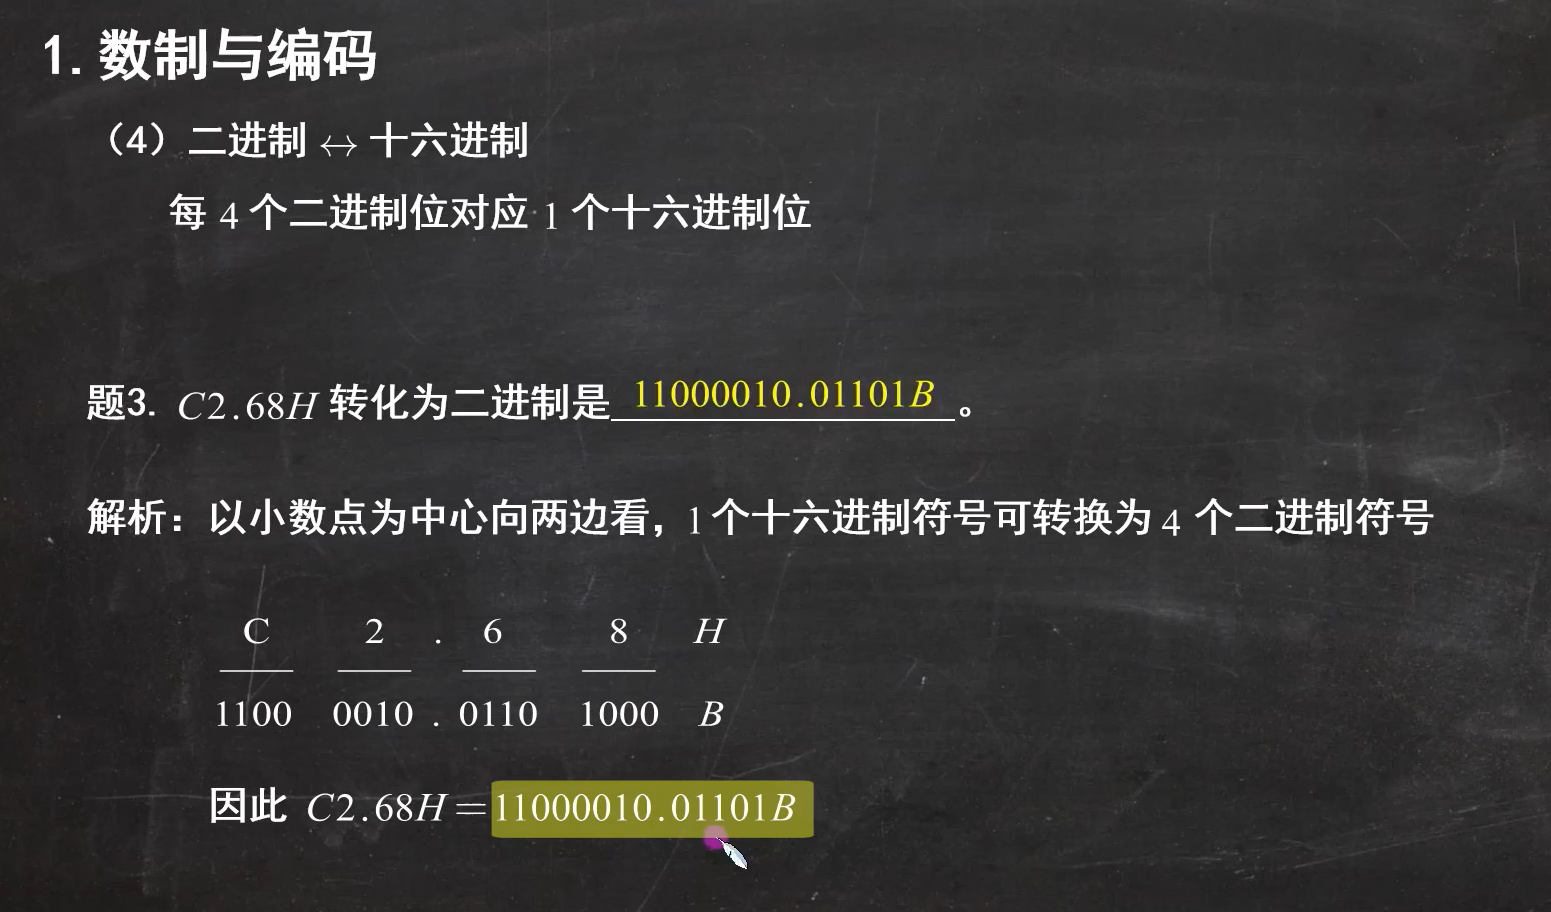 1. 数制与编码
（4）二进制 ↔ 十六进制
每 4 个二进制位对应 1 个十六进制位
题3. C2.68H 转化为二进制是 11000010.01101B 。
解析：以小数点为中心向两边看，1 个十六进制符号可转换为 4 个二进制符号
C 2 . 6 8 H
1100 0010 . 0110 1000 B
因此 C2.68H = 11000010.01101B